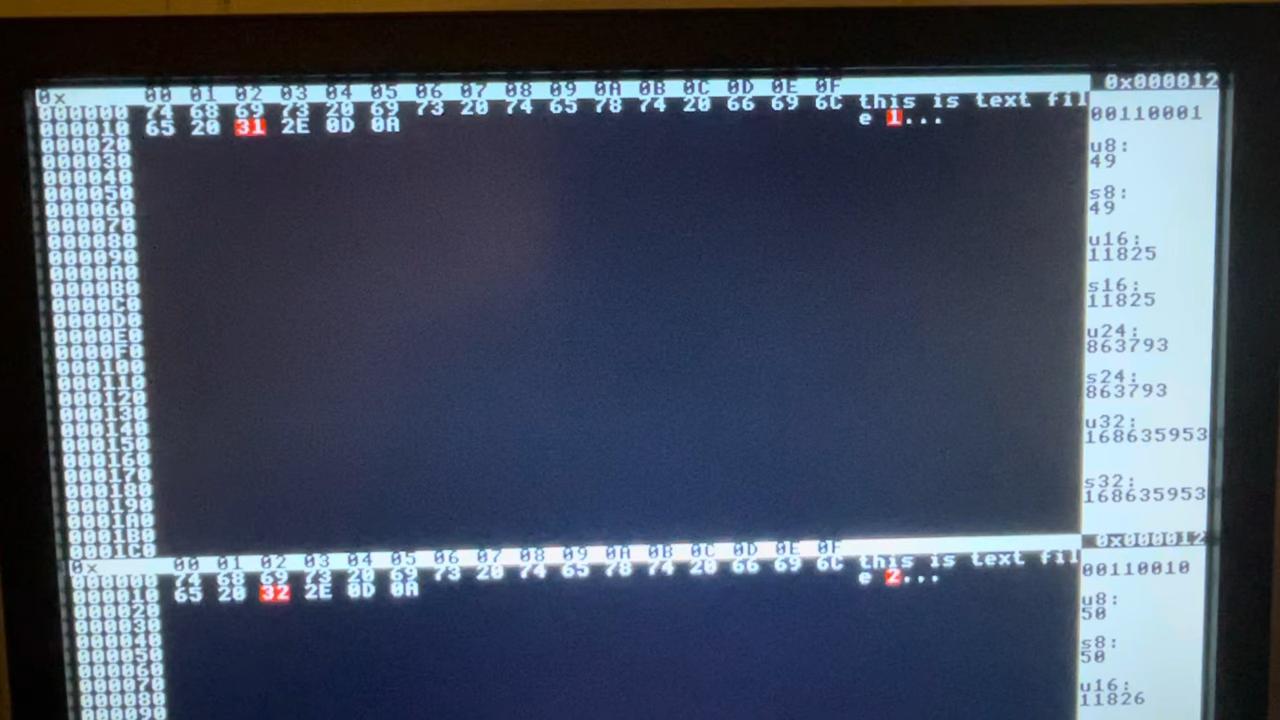 0x 00 01 02 03 04 05 06 07 08 09 0A 0B 0C 0D 0E 0F 0x000012
000000 74 68 69 73 20 69 73 20 74 65 78 74 20 66 69 6C this is text fil
000010 65 20 31 2E 0D 0A e 1...
000020
000030
000040
000050
000060
000070
000080
000090
0000A0
0000B0
0000C0
0000D0
0000E0
0000F0
000100
000110
000120
000130
000140
000150
000160
000170
000180
000190
0001A0
0001B0
0001C0
00110001
u8:
49
s8:
49
u16:
11825
s16:
11825
u24:
863793
s24:
863793
u32:
168635953
s32:
168635953
0x 00 01 02 03 04 05 06 07 08 09 0A 0B 0C 0D 0E 0F 0x000012
000000 74 68 69 73 20 69 73 20 74 65 78 74 20 66 69 6C this is text fil
000010 65 20 32 2E 0D 0A e 2...
000020
000030
000040
000050
000060
000070
000080
000090
00110010
u8:
50
s8:
50
u16:
11826